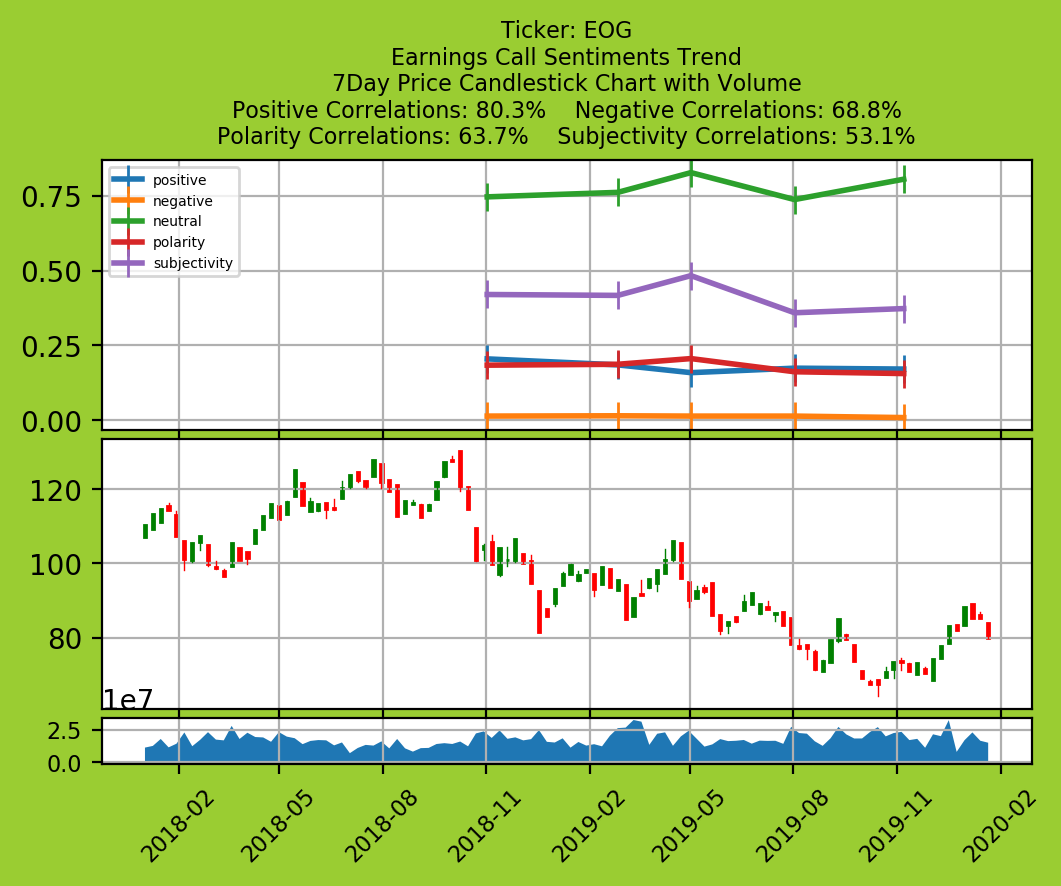 Ticker: EOG
Earnings Call Sentiments Trend
7Day Price Candlestick Chart with Volume
Positive Correlations: 80.3%    Negative Correlations: 68.8%
Polarity Correlations: 63.7%    Subjectivity Correlations: 53.1%
positive
negative
neutral
polarity
subjectivity
0.75
0.50
0.25
0.00
120
100
80
1e7
2.5
0.0
2018-02
2018-05
2018-08
2018-11
2019-02
2019-05
2019-08
2019-11
2020-02